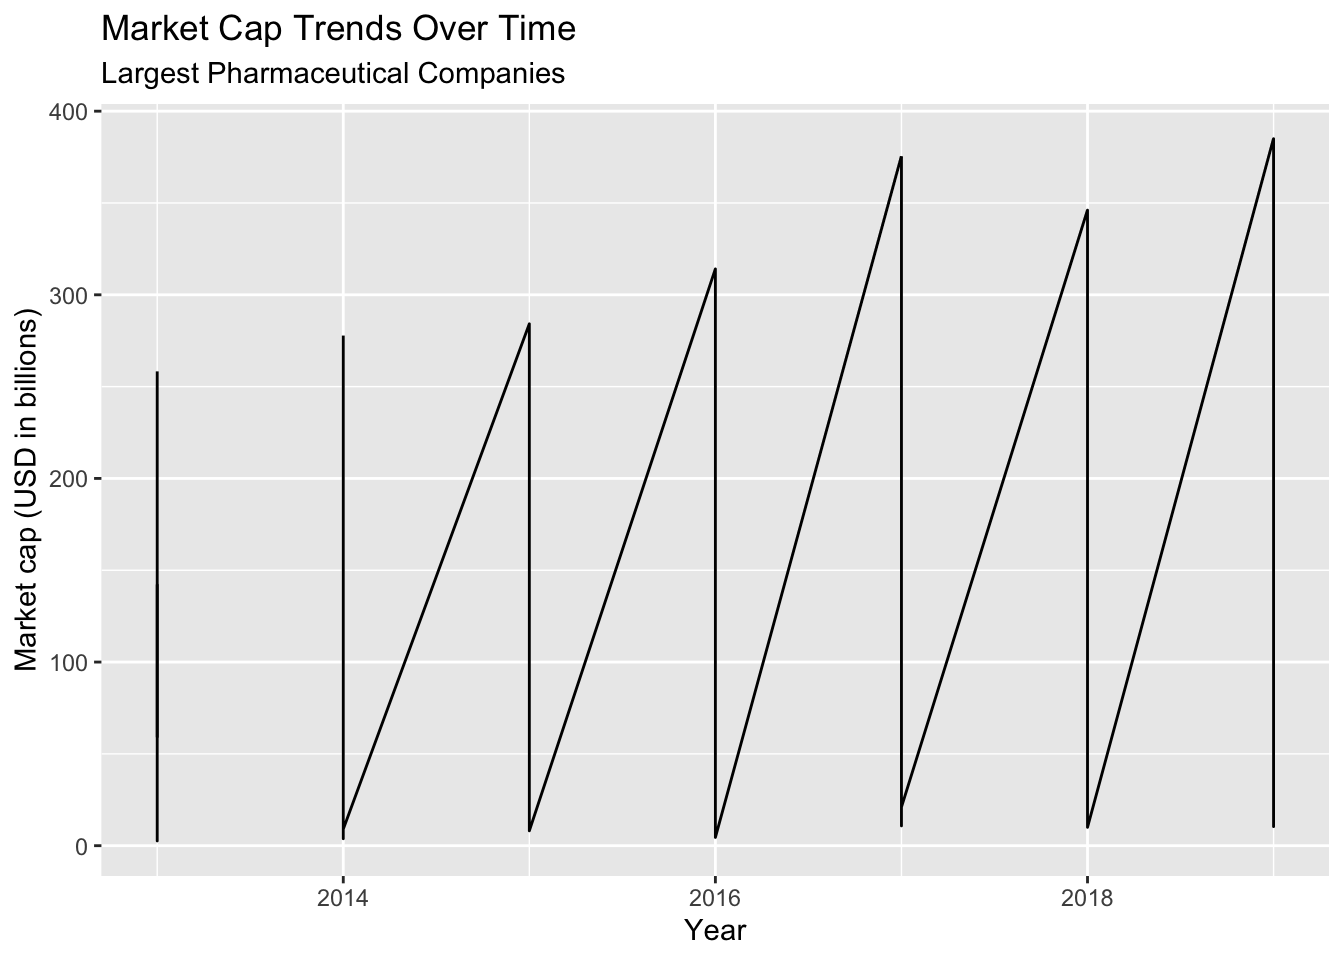 Market Cap Trends Over Time
Largest Pharmaceutical Companies
400
300
200
100
0
Market cap (USD in billions)
2014
2016
2018
Year